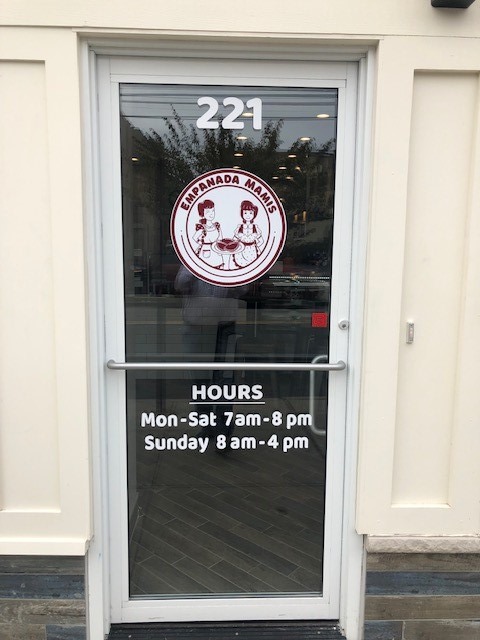 221
EMPANADA MAMIS
HOURS
Mon-Sat 7am-8 pm
Sunday 8 am-4 pm